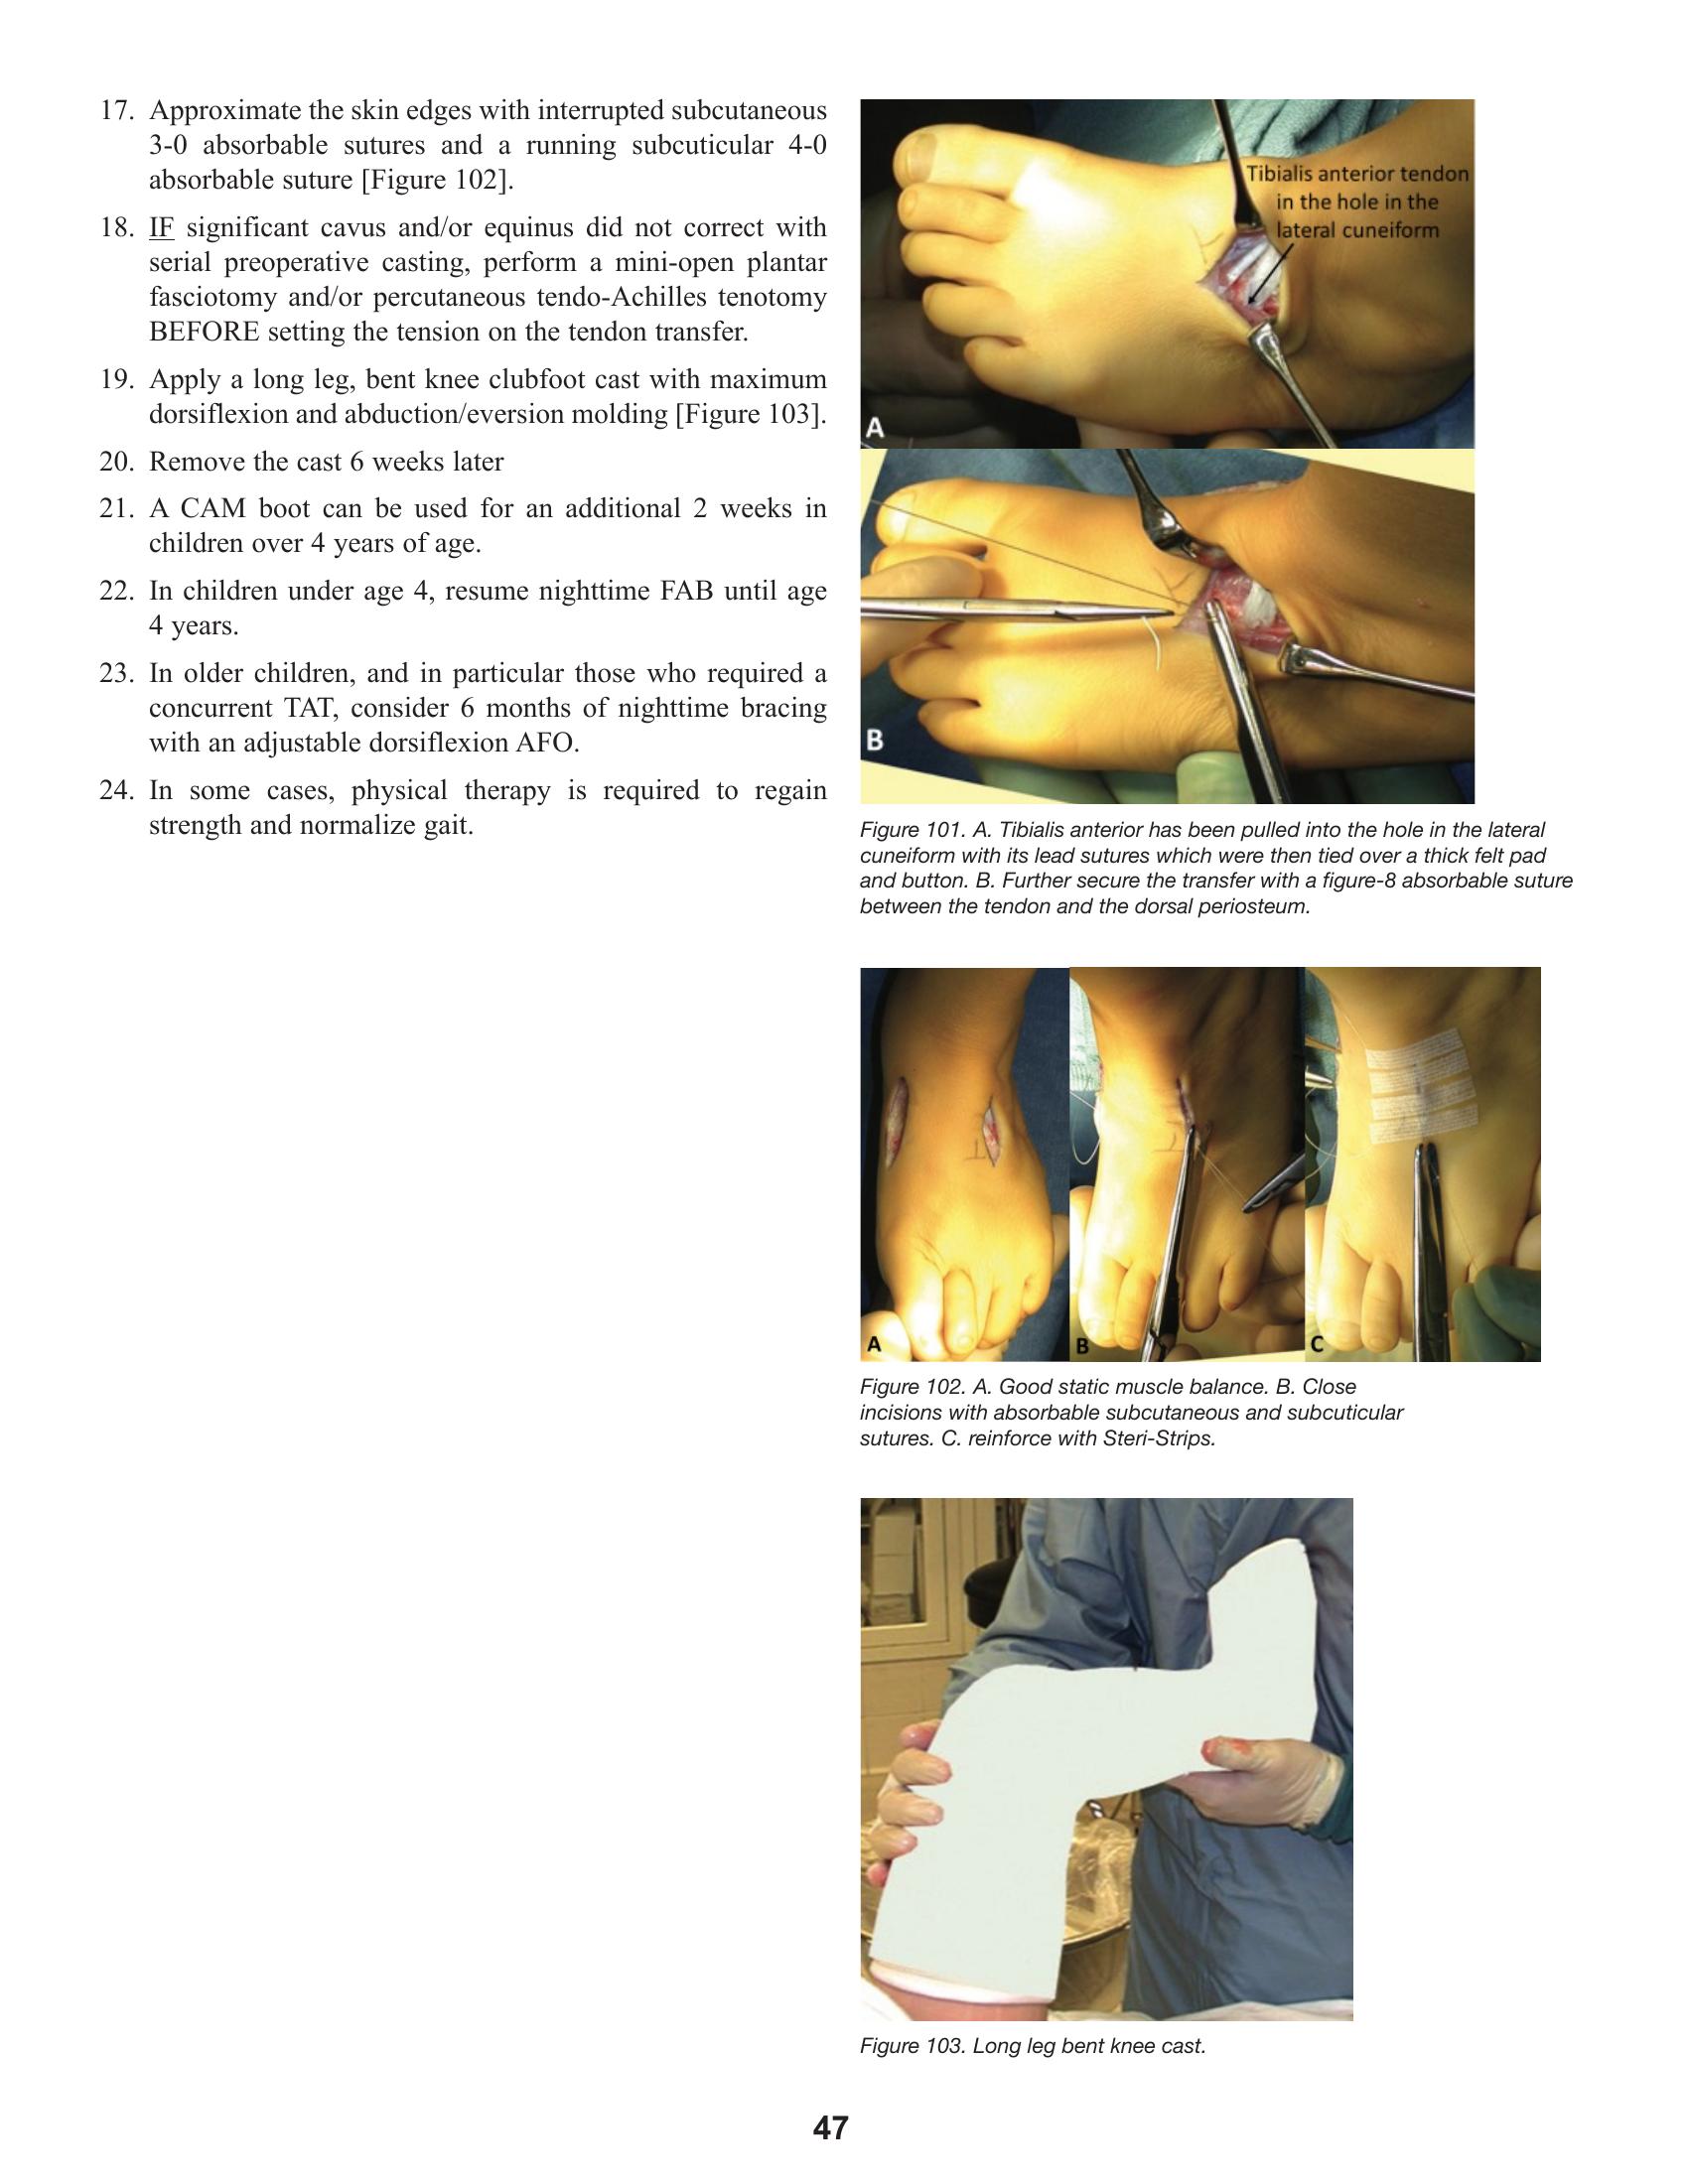 17. Approximate the skin edges with interrupted subcutaneous
3-0 absorbable sutures and a running subcuticular 4-0
absorbable suture [Figure 102].
18. IF significant cavus and/or equinus did not correct with
serial preoperative casting, perform a mini-open plantar
fasciotomy and/or percutaneous tendo-Achilles tenotomy
BEFORE setting the tension on the tendon transfer.
19. Apply a long leg, bent knee clubfoot cast with maximum
dorsiflexion and abduction/eversion molding [Figure 103].
20. Remove the cast 6 weeks later
21. A CAM boot can be used for an additional 2 weeks in
children over 4 years of age.
22. In children under age 4, resume nighttime FAB until age
4 years.
23. In older children, and in particular those who required a
concurrent TAT, consider 6 months of nighttime bracing
with an adjustable dorsiflexion AFO.
24. In some cases, physical therapy is required to regain
strength and normalize gait.
Tibialis anterior tendon
in the hole in the
lateral cuneiform
A
B
Figure 101. A. Tibialis anterior has been pulled into the hole in the lateral
cuneiform with its lead sutures which were then tied over a thick felt pad
and button. B. Further secure the transfer with a figure-8 absorbable suture
between the tendon and the dorsal periosteum.
A
B
C
Figure 102. A. Good static muscle balance. B. Close
incisions with absorbable subcutaneous and subcuticular
sutures. C. reinforce with Steri-Strips.
Figure 103. Long leg bent knee cast.
47